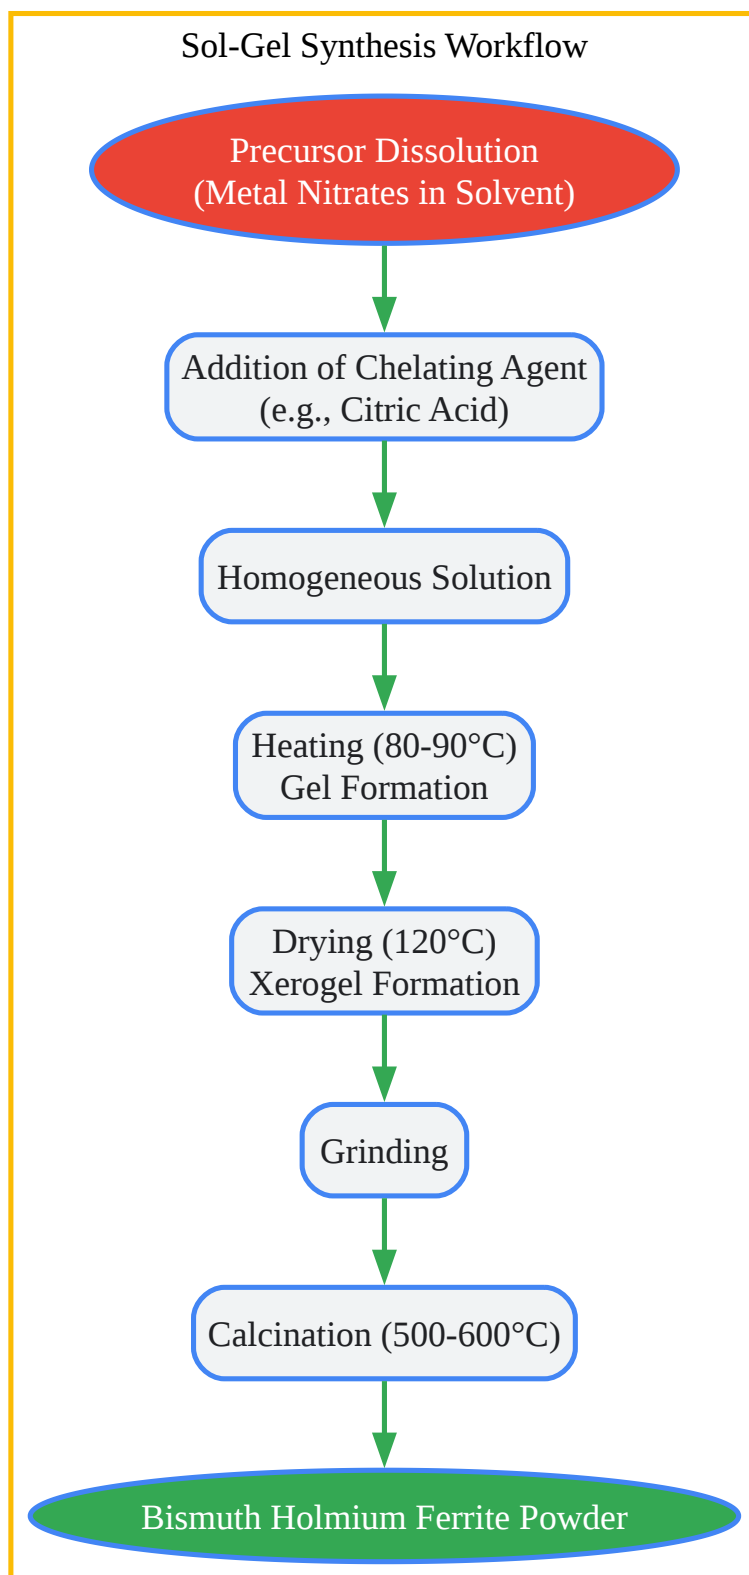 Sol-Gel Synthesis Workflow
Precursor Dissolution
(Metal Nitrates in Solvent)
Addition of Chelating Agent
(e.g., Citric Acid)
Homogeneous Solution
Heating (80-90°C)
Gel Formation
Drying (120°C)
Xerogel Formation
Grinding
Calcination (500-600°C)
Bismuth Holmium Ferrite Powder